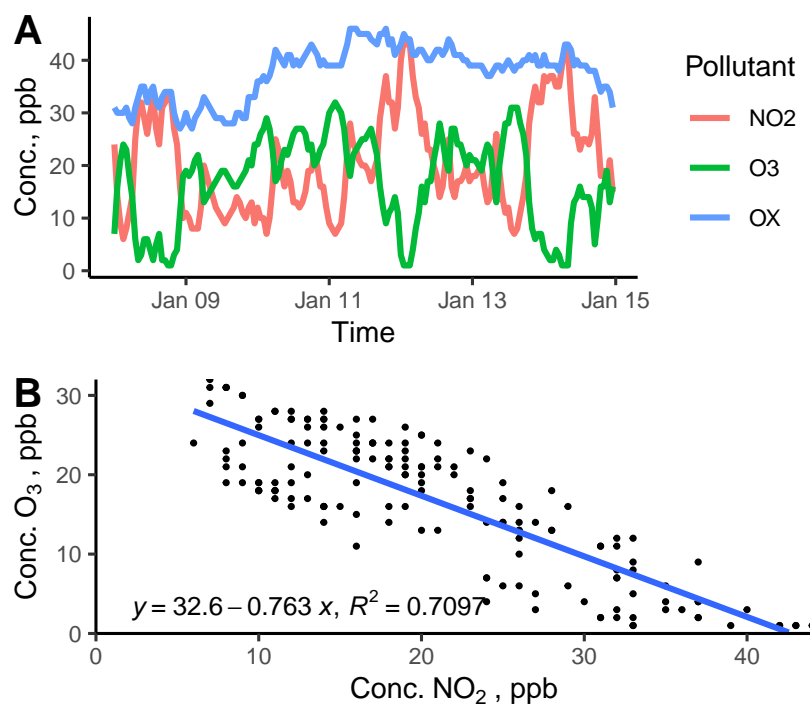 A
Conc., ppb
40
30
20
10
0
Jan 09 Jan 11 Jan 13 Jan 15
Time
Pollutant
NO2
O3
OX
B
Conc. O₃ , ppb
30
20
10
0
y = 32.6 − 0.763 x, R² = 0.7097
0 10 20 30 40
Conc. NO₂ , ppb